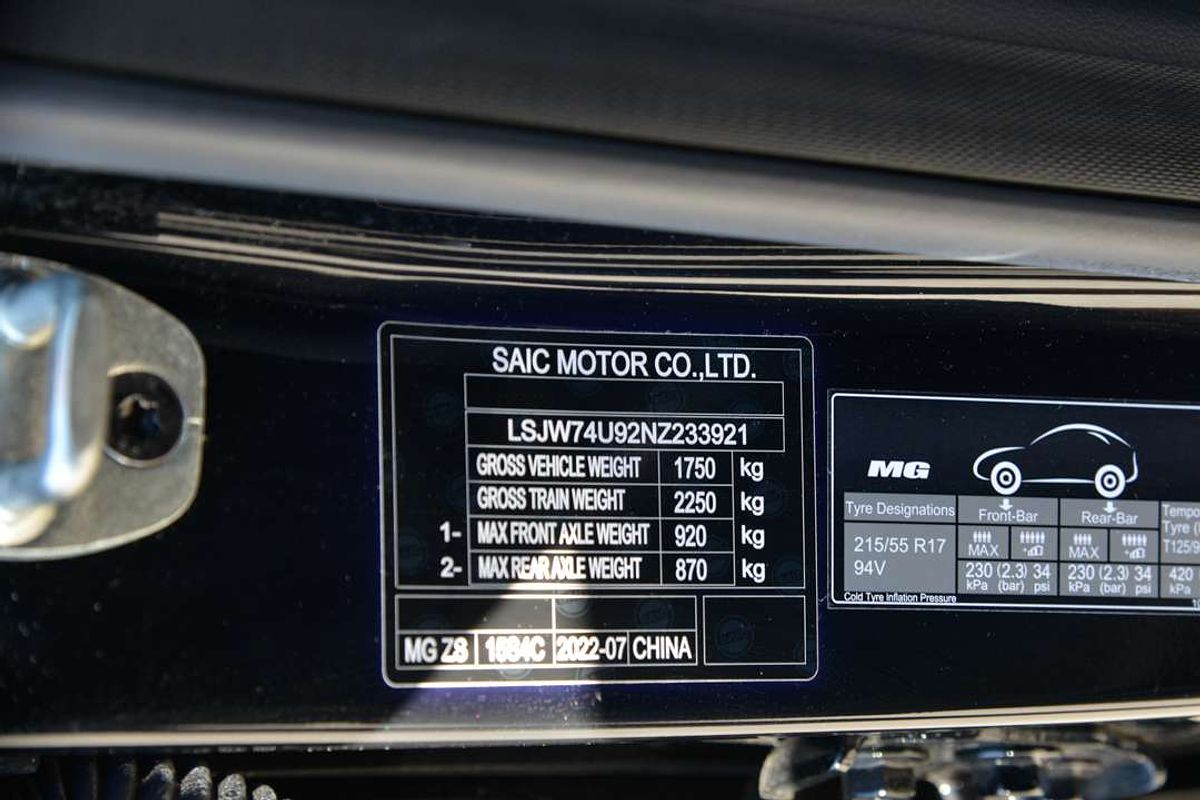 SAIC MOTOR CO.,LTD.
LSJW74U92NZ233921
GROSS VEHICLE WEIGHT 1750 kg
GROSS TRAIN WEIGHT 2250 kg
1- MAX FRONT AXLE WEIGHT 920 kg
2- MAX REAR AXLE WEIGHT 870 kg
MG ZS 15S4C 2022-07 CHINA
MG
Tyre Designations Front-Bar Rear-Bar
MAX MAX
215/55 R17
94V
230 (2.3) 34 230 (2.3) 34 420
kPa (bar) psi kPa (bar) psi kPa
Cold Tyre Inflation Pressure